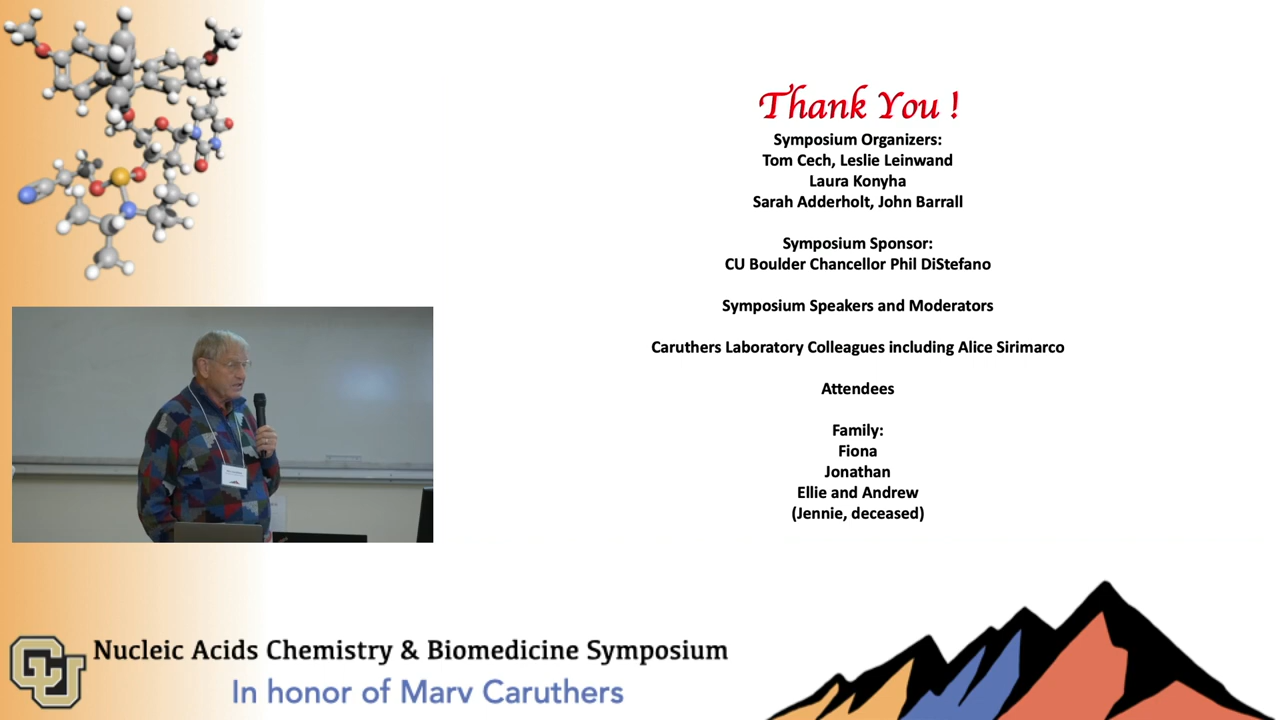 Thank You !
Symposium Organizers:
Tom Cech, Leslie Leinwand
Laura Konyha
Sarah Adderholt, John Barrall
Symposium Sponsor:
CU Boulder Chancellor Phil DiStefano
Symposium Speakers and Moderators
Caruthers Laboratory Colleagues including Alice Sirimarco
Attendees
Family:
Fiona
Jonathan
Ellie and Andrew
(Jennie, deceased)
CU
Nucleic Acids Chemistry & Biomedicine Symposium
In honor of Marv Caruthers